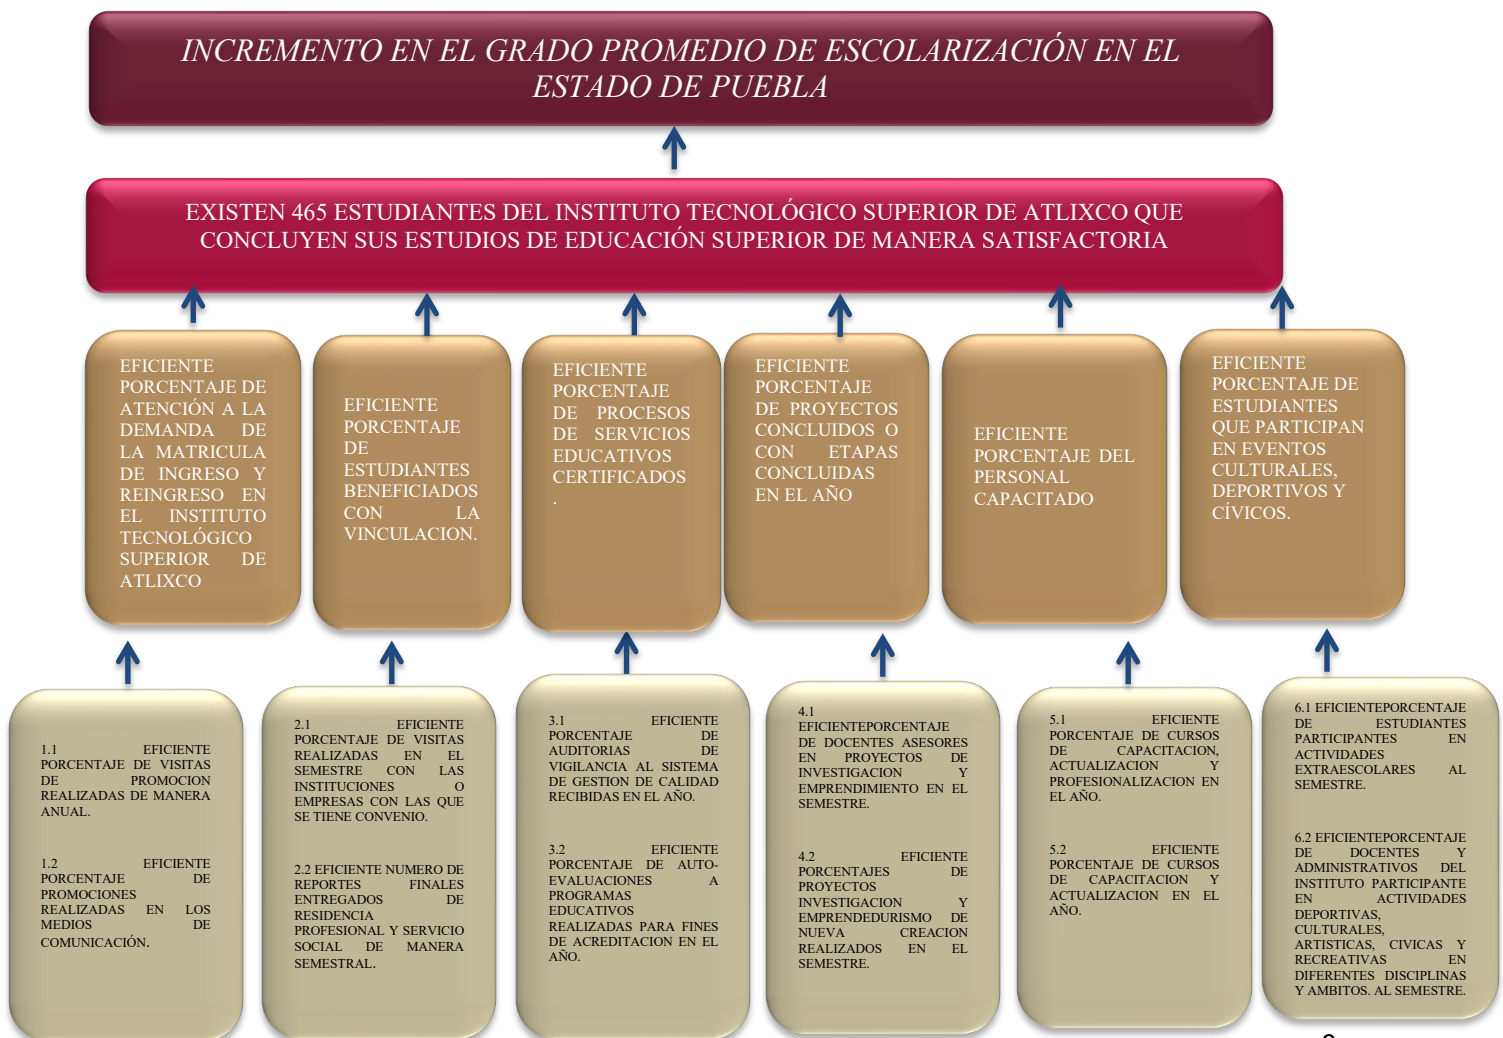 INCREMENTO EN EL GRADO PROMEDIO DE ESCOLARIZACIÓN EN EL
ESTADO DE PUEBLA
EXISTEN 465 ESTUDIANTES DEL INSTITUTO TECNOLÓGICO SUPERIOR DE ATLIXCO QUE
CONCLUYEN SUS ESTUDIOS DE EDUCACIÓN SUPERIOR DE MANERA SATISFACTORIA
EFICIENTE
PORCENTAJE DE
ATENCIÓN A LA
DEMANDA DE
LA MATRICULA
DE INGRESO Y
REINGRESO EN
EL INSTITUTO
TECNOLÓGICO
SUPERIOR DE
ATLIXCO
EFICIENTE
PORCENTAJE
DE
ESTUDIANTES
BENEFICIADOS
CON LA
VINCULACION.
EFICIENTE
PORCENTAJE
DE PROCESOS
DE SERVICIOS
EDUCATIVOS
CERTIFICADOS
.
EFICIENTE
PORCENTAJE
DE PROYECTOS
CONCLUIDOS O
CON ETAPAS
CONCLUIDAS
EN EL AÑO
EFICIENTE
PORCENTAJE DEL
PERSONAL
CAPACITADO
EFICIENTE
PORCENTAJE DE
ESTUDIANTES
QUE PARTICIPAN
EN EVENTOS
CULTURALES,
DEPORTIVOS Y
CÍVICOS.
1.1 EFICIENTE
PORCENTAJE DE VISITAS
DE PROMOCION
REALIZADAS DE MANERA
ANUAL.
1.2 EFICIENTE
PORCENTAJE DE
PROMOCIONES
REALIZADAS EN LOS
MEDIOS DE
COMUNICACIÓN.
2.1 EFICIENTE
PORCENTAJE DE VISITAS
REALIZADAS EN EL
SEMESTRE CON LAS
INSTITUCIONES O
EMPRESAS CON LAS QUE
SE TIENE CONVENIO.
2.2 EFICIENTE NUMERO DE
REPORTES FINALES
ENTREGADOS DE
RESIDENCIA
PROFESIONAL Y SERVICIO
SOCIAL DE MANERA
SEMESTRAL.
3.1 EFICIENTE
PORCENTAJE DE
AUDITORIAS DE
VIGILANCIA AL SISTEMA
DE GESTION DE CALIDAD
RECIBIDAS EN EL AÑO.
3.2 EFICIENTE
PORCENTAJE DE AUTO-
EVALUACIONES A
PROGRAMAS
EDUCATIVOS
REALIZADAS PARA FINES
DE ACREDITACION EN EL
AÑO.
4.1
EFICIENTEPORCENTAJE
DE DOCENTES ASESORES
EN PROYECTOS DE
INVESTIGACION Y
EMPRENDIMIENTO EN EL
SEMESTRE.
4.2 EFICIENTE
PORCENTAJES DE
PROYECTOS
INVESTIGACION Y
EMPRENDEDURISMO DE
NUEVA CREACION
REALIZADOS EN EL
SEMESTRE.
5.1 EFICIENTE
PORCENTAJE DE CURSOS
DE CAPACITACION,
ACTUALIZACION Y
PROFESIONALIZACION EN
EL AÑO.
5.2 EFICIENTE
PORCENTAJE DE CURSOS
DE CAPACITACION Y
ACTUALIZACION EN EL
AÑO.
6.1 EFICIENTEPORCENTAJE
DE ESTUDIANTES
PARTICIPANTES EN
ACTIVIDADES
EXTRAESCOLARES AL
SEMESTRE.
6.2 EFICIENTEPORCENTAJE
DE DOCENTES Y
ADMINISTRATIVOS DEL
INSTITUTO PARTICIPANTE
EN ACTIVIDADES
DEPORTIVAS,
CULTURALES,
ARTISTICAS, CIVICAS Y
RECREATIVAS EN
DIFERENTES DISCIPLINAS
Y AMBITOS. AL SEMESTRE.